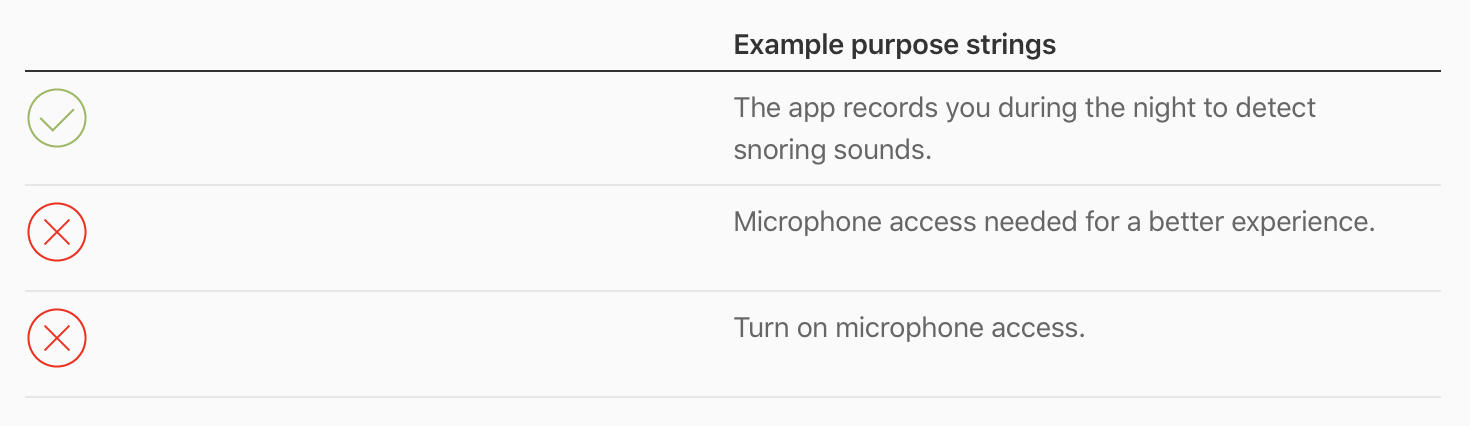 Example purpose strings
The app records you during the night to detect
snoring sounds.
Microphone access needed for a better experience.
Turn on microphone access.